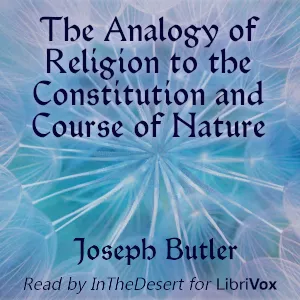 The Analogy of
Religion to the
Constitution and
Course of Nature
Joseph Butler
Read by InTheDesert for LibriVox